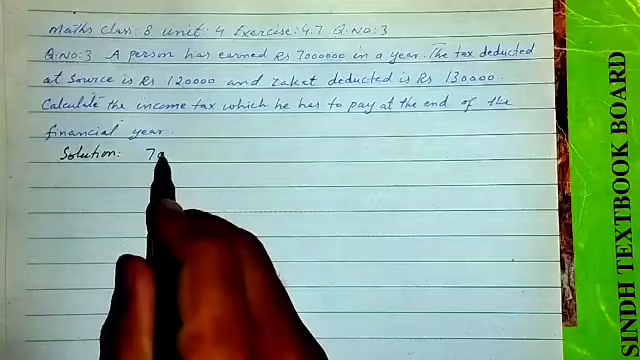 Maths Class: 8 Unit: 4 Exercise: 4.7 Q.No:3
Q.No:3 A person has earned Rs 7000000 in a year. The tax deducted
at source is Rs 120000 and zaket deducted is Rs 130000.
Calculate the income tax which he has to pay at the end of the
financial year.
Solution: 70
SINDH TEXTBOOK BOARD